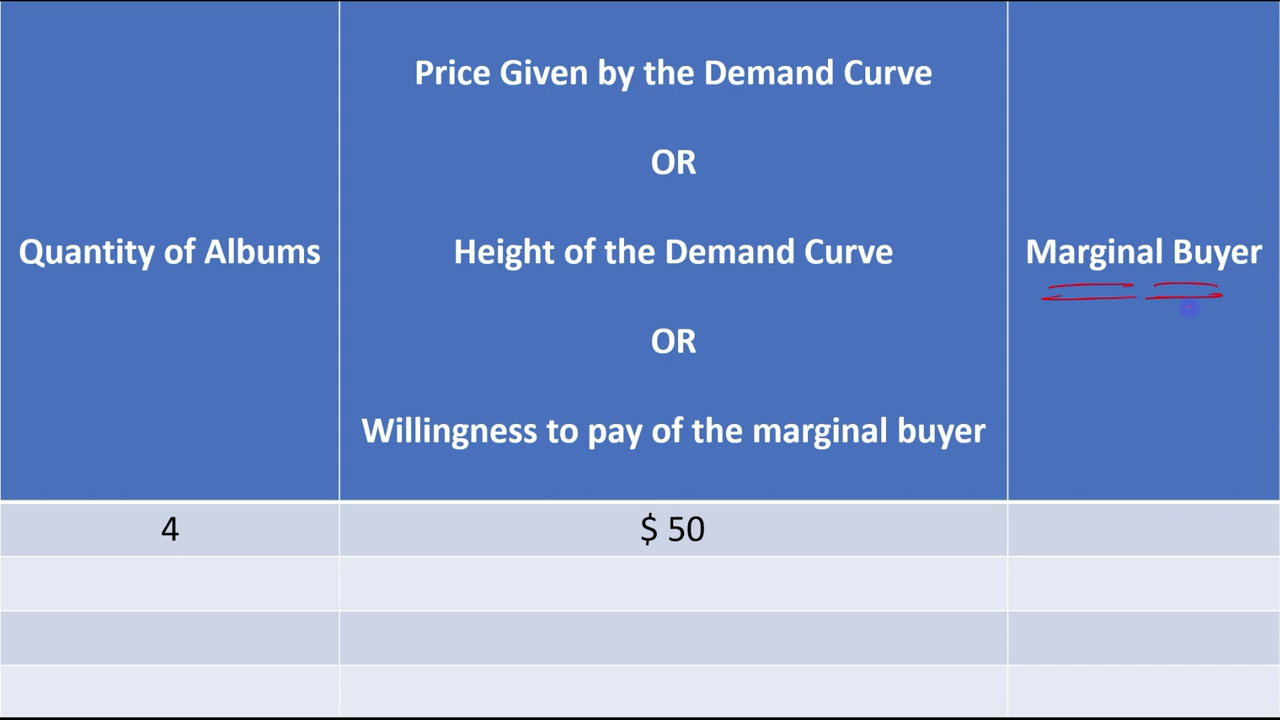 Quantity of Albums
Price Given by the Demand Curve
OR
Height of the Demand Curve
OR
Willingness to pay of the marginal buyer
Marginal Buyer
4
$ 50